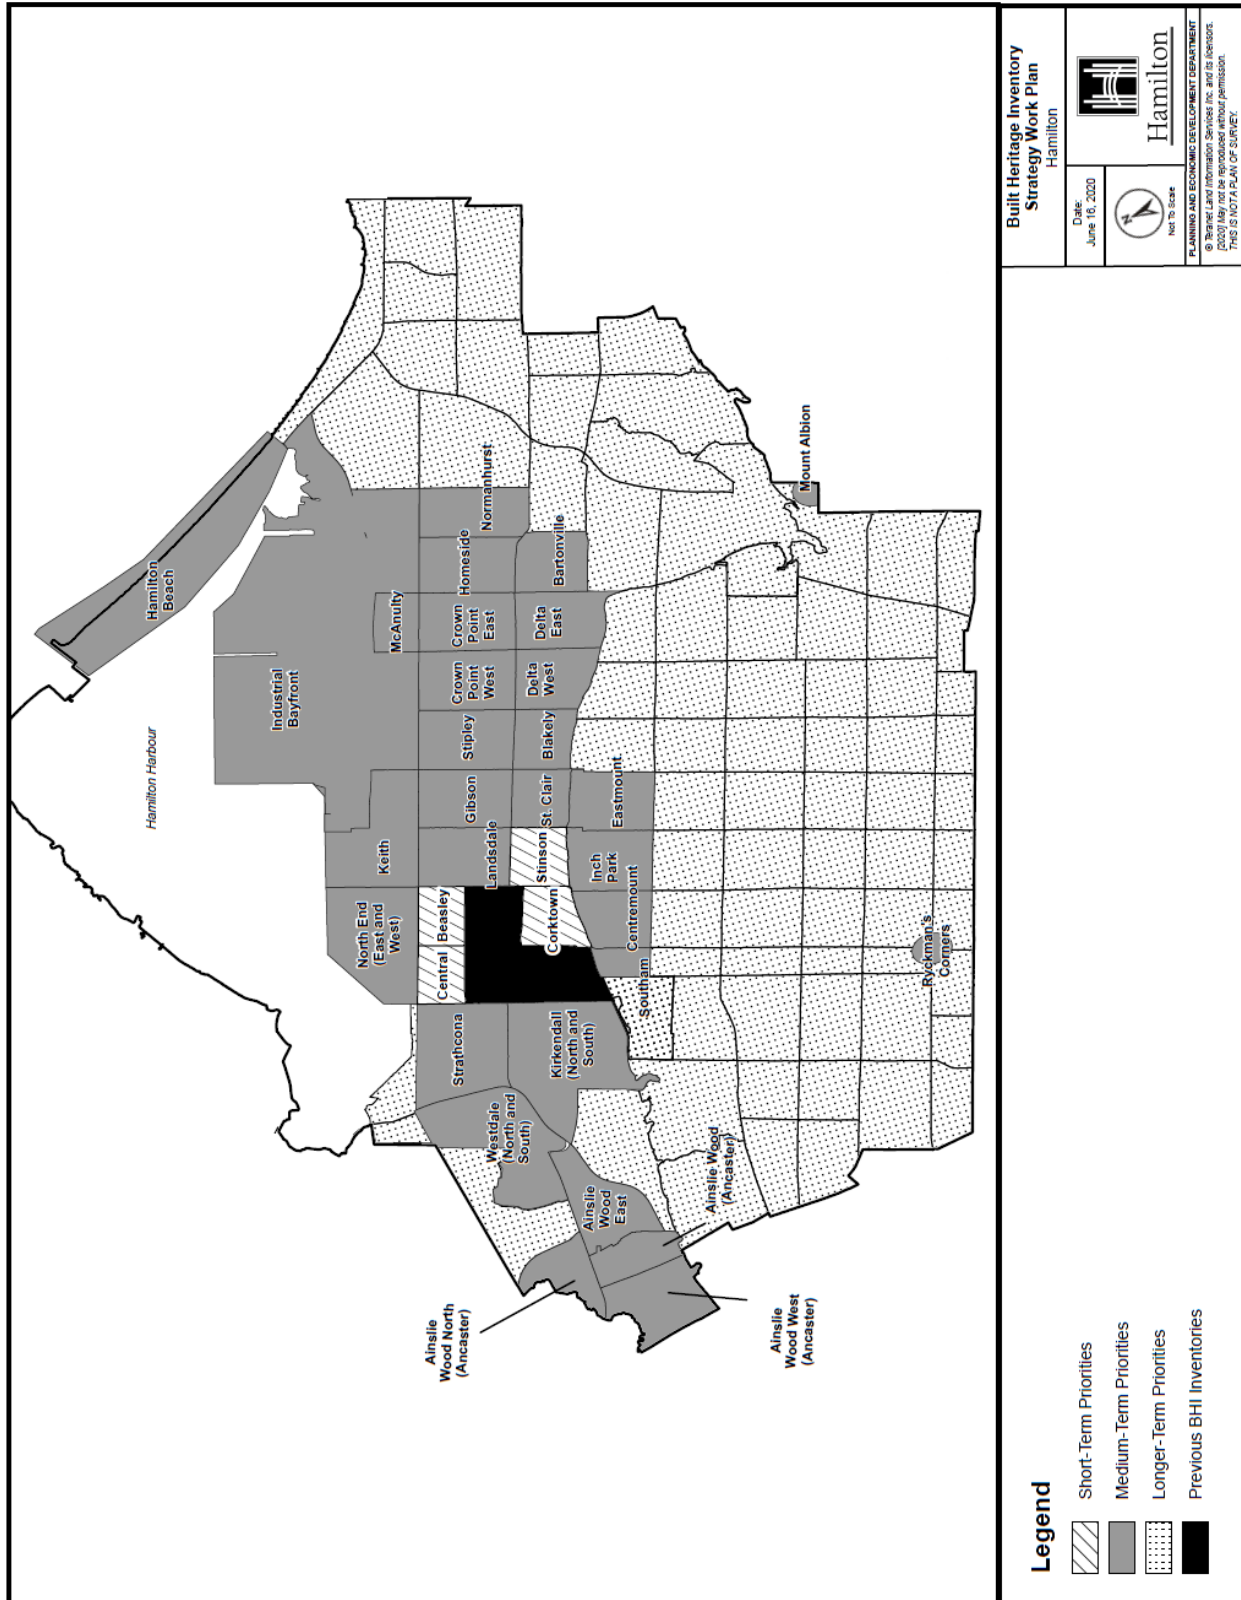 Hamilton
Beach
Hamilton Harbour
Industrial
Bayfront
McAnulty
Normanhurst
Homeside
Crown
Point
East
Crown
Point
West
Bartonville
Delta
East
Delta
West
Stipley
Blakely
Gibson
St. Clair
Eastmount
Keith
Landsdale
Stinson
Inch
Park
North End
(East and
West)
Beasley
Central
Corktown
Centremount
Southam
Strathcona
Kirkendall
(North and
South)
Westdale
(North and
South)
Ainslie
Wood
East
Ainslie Wood
(Ancaster)
Ainslie
Wood North
(Ancaster)
Ainslie
Wood West
(Ancaster)
Mount Albion
Ryckman's
Corners
Legend
Short-Term Priorities
Medium-Term Priorities
Longer-Term Priorities
Previous BHI Inventories
Built Heritage Inventory
Strategy Work Plan
Hamilton
Date:
June 16, 2020
N
Not To Scale
Hamilton
PLANNING AND ECONOMIC DEVELOPMENT DEPARTMENT
© Teranet Land Information Services Inc. and its licensors.
[2020] May not be reproduced without permission.
THIS IS NOT A PLAN OF SURVEY.